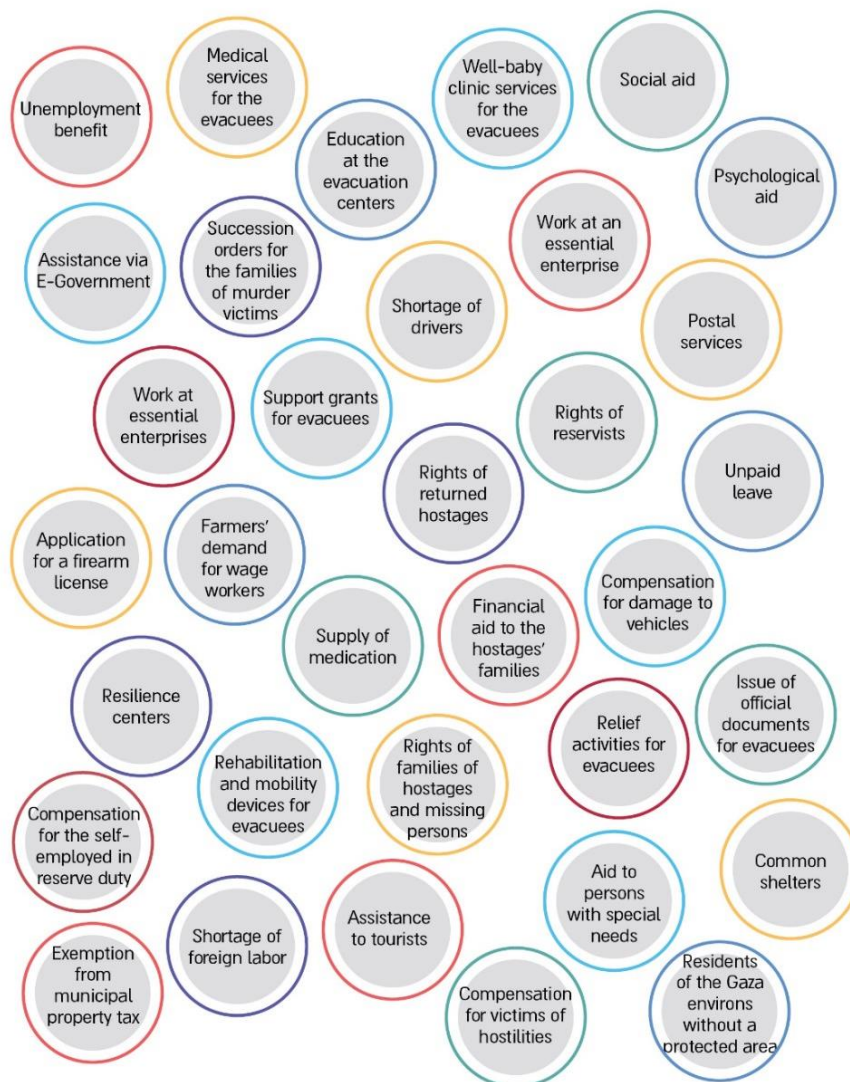 Unemployment
benefit
Medical
services
for the
evacuees
Education
at the
evacuation
centers
Well-baby
clinic services
for the
evacuees
Social aid
Psychological
aid
Assistance via
E-Government
Succession
orders for
the families
of murder
victims
Shortage of
drivers
Work at an
essential
enterprise
Postal
services
Work at
essential
enterprises
Support grants
for evacuees
Rights of
returned
hostages
Rights of
reservists
Unpaid
leave
Application
for a firearm
license
Farmers’
demand
for wage
workers
Supply of
medication
Financial
aid to the
hostages’
families
Compensation
for damage to
vehicles
Resilience
centers
Rehabilitation
and mobility
devices for
evacuees
Rights of
families of
hostages
and missing
persons
Relief
activities for
evacuees
Issue of
official
documents
for evacuees
Compensation
for the self-
employed in
reserve duty
Shortage of
foreign labor
Assistance
to tourists
Aid to
persons
with special
needs
Common
shelters
Exemption
from
municipal
property tax
Compensation
for victims of
hostilities
Residents
of the Gaza
environs
without a
protected area